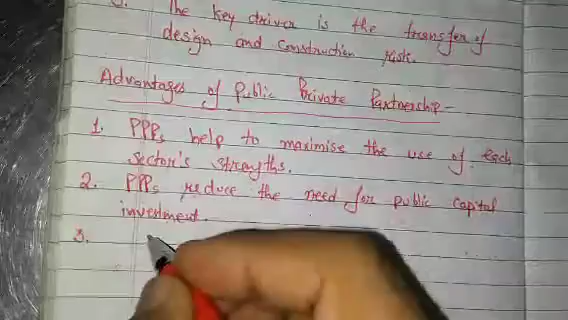 3. The key driver is the transfer of
design and construction risk.
Advantages of Public Private Partnership-
1. PPPs help to maximise the use of each
sector's strengths.
2. PPPs reduce the need for public capital
investment.
3.